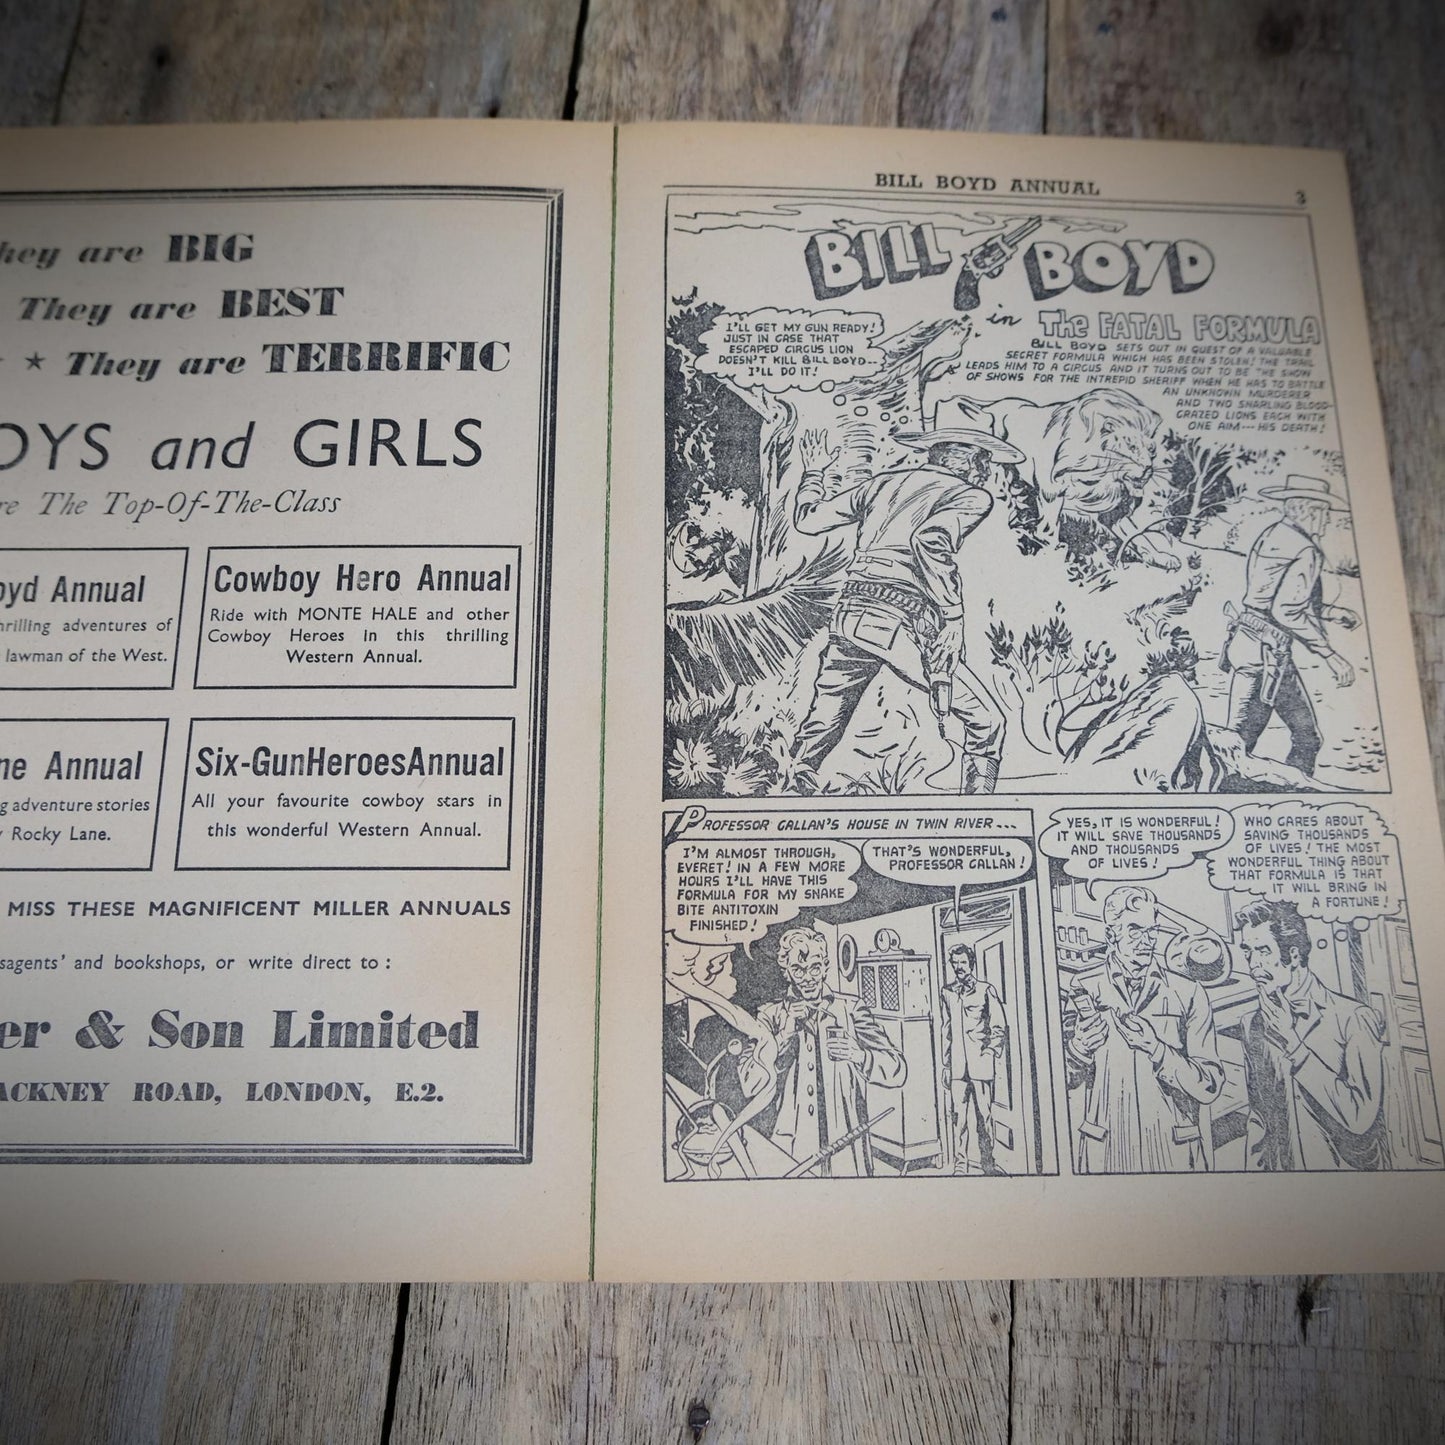 hey are BIG
They are BEST
★ They are TERRIFIC
OYS and GIRLS
re The Top-Of-The-Class
oyd Annual
hrilling adventures of
lawman of the West.
Cowboy Hero Annual
Ride with MONTE HALE and other
Cowboy Heroes in this thrilling
Western Annual.
ne Annual
g adventure stories
y Rocky Lane.
Six-GunHeroesAnnual
All your favourite cowboy stars in
this wonderful Western Annual.
MISS THESE MAGNIFICENT MILLER ANNUALS
sagents' and bookshops, or write direct to :
er & Son Limited
ACKNEY ROAD, LONDON, E.2.
BILL BOYD ANNUAL
3
BILL BOYD
in The FATAL FORMULA
BILL BOYD SETS OUT IN QUEST OF A VALUABLE
SECRET FORMULA WHICH HAS BEEN STOLEN! THE TRAIL
LEADS HIM TO A CIRCUS AND IT TURNS OUT TO BE THE SHOW
OF SHOWS FOR THE INTREPID SHERIFF WHEN HE HAS TO BATTLE
AN UNKNOWN MURDERER
AND TWO SNARLING BLOOD-
CRAZED LIONS EACH WITH
ONE AIM--- HIS DEATH!
I'LL GET MY GUN READY!
JUST IN CASE THAT
ESCAPED CIRCUS LION
DOESN'T KILL BILL BOYD--
I'LL DO IT!
PROFESSOR CALLAN'S HOUSE IN TWIN RIVER...
I'M ALMOST THROUGH,
EVERET! IN A FEW MORE
HOURS I'LL HAVE THIS
FORMULA FOR MY SNAKE
BITE ANTITOXIN
FINISHED!
THAT'S WONDERFUL,
PROFESSOR CALLAN!
YES, IT IS WONDERFUL!
IT WILL SAVE THOUSANDS
AND THOUSANDS
OF LIVES!
WHO CARES ABOUT
SAVING THOUSANDS
OF LIVES! THE MOST
WONDERFUL THING ABOUT
THAT FORMULA IS THAT
IT WILL BRING IN
A FORTUNE!